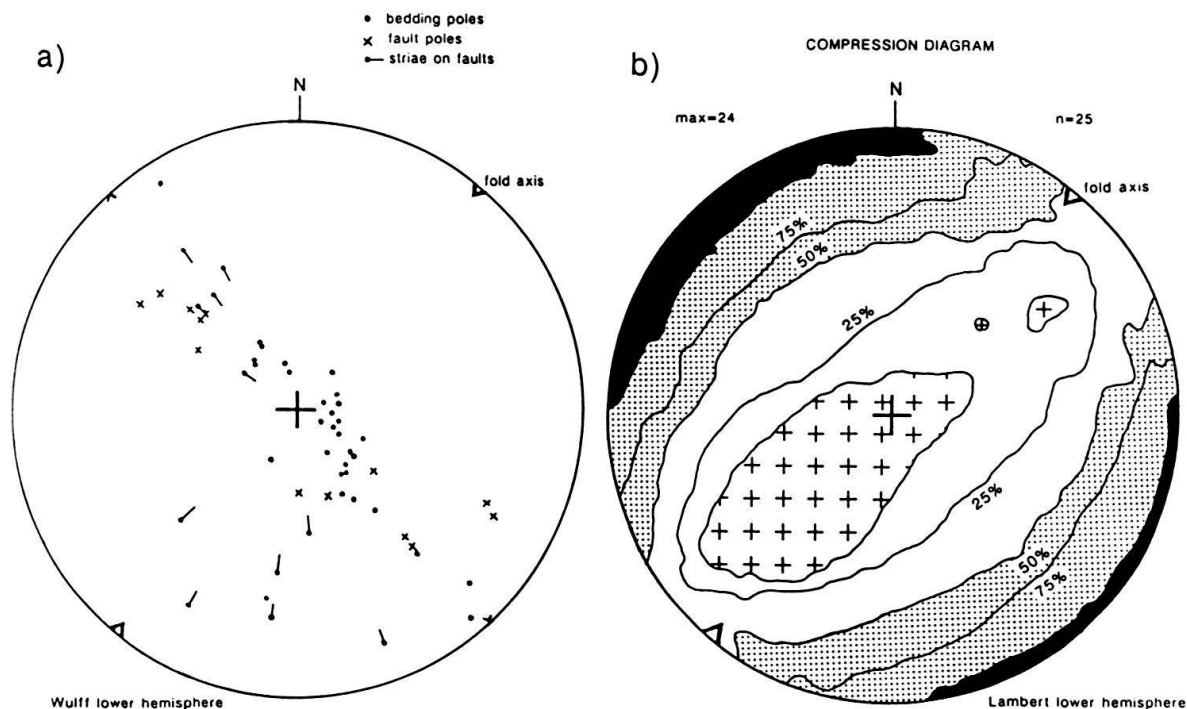 a)
bedding poles
fault poles
striae on faults
N
fold axis
Wulff lower hemisphere
b)
COMPRESSION DIAGRAM
N
max=24
n=25
fold axis
75%
50%
25%
25%
50%
75%
Lambert lower hemisphere